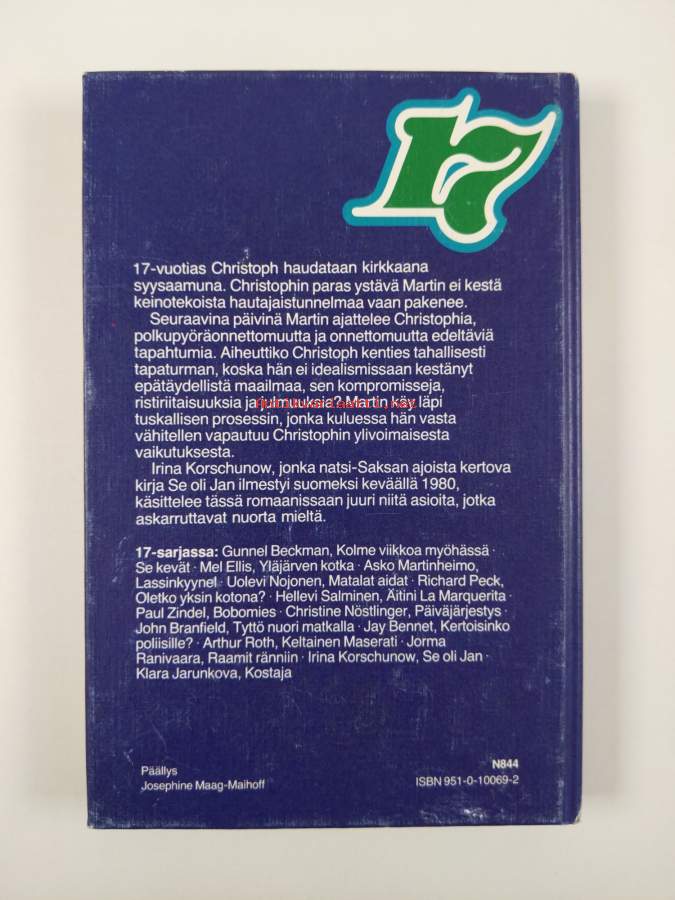 17
17-vuotias Christoph haudataan kirkkaana
syysaamuna. Christophin paras ystävä Martin ei kestä
keinotekoista hautajaistunnelmaa vaan pakenee.
Seuraavina päivinä Martin ajattelee Christophia,
polkupyöräonnettomuutta ja onnettomuutta edeltäviä
tapahtumia. Aiheuttiko Christoph kenties tahallisesti
tapaturman, koska hän ei idealismissaan kestänyt
epätäydellistä maailmaa, sen kompromisseja,
ristiriitaisuuksia ja Martin käy läpi
tuskallisen prosessin, jonka kuluessa hän vasta
vähitellen vapautuu Christophin ylivoimaisesta
vaikutuksesta.
Irina Korschunow, jonka natsi-Saksan ajoista kertova
kirja Se oli Jan ilmestyi suomeksi keväällä 1980,
käsittelee tässä romaanissaan juuri niitä asioita, jotka
askarruttavat nuorta mieltä.
17-sarjassa: Gunnel Beckman, Kolme viikkoa myöhässä ·
Se kevät · Mel Ellis, Yläjärven kotka · Asko Martinheimo,
Lassinkyynel · Uolevi Nojonen, Matalat aidat · Richard Peck,
Oletko yksin kotona? · Hellevi Salminen, Äitini La Marquerita ·
Paul Zindel, Bobomies · Christine Nöstlinger, Päiväjärjestys ·
John Branfield, Tyttö nuori matkalla · Jay Bennet, Kertoisinko
poliisille? · Arthur Roth, Keltainen Maserati · Jorma
Ranivaara, Raamit ränniin · Irina Korschunow, Se oli Jan ·
Klara Jarunkova, Kostaja
Päällys
Josephine Maag-Maihoff
N844
ISBN 951-0-10069-2